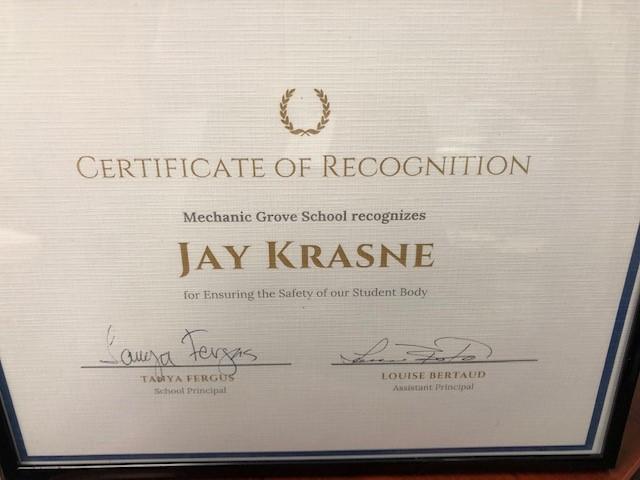 CERTIFICATE OF RECOGNITION
Mechanic Grove School recognizes
JAY KRASNE
for Ensuring the Safety of our Student Body
Tanya Fergus
TANYA FERGUS
School Principal
LOUISE BERTAUD
Assistant Principal